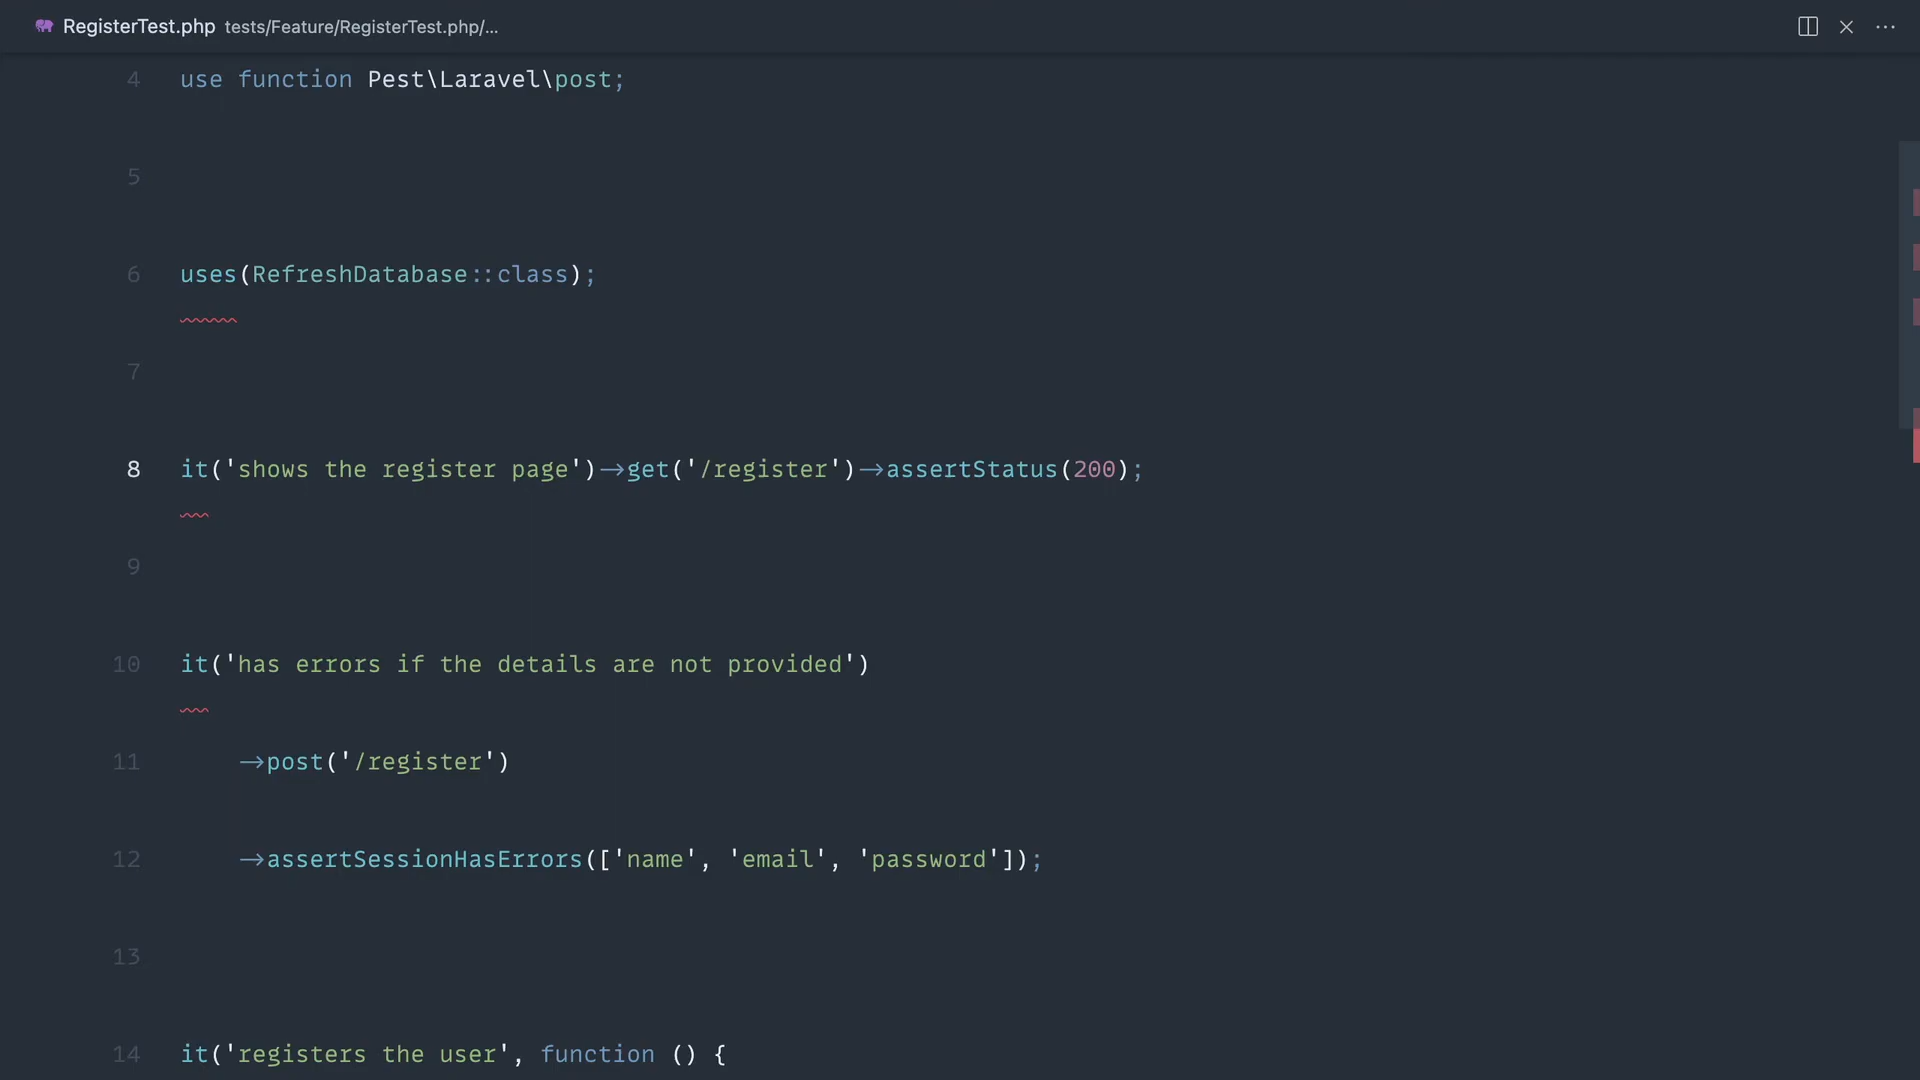 RegisterTest.php tests/Feature/RegisterTest.php/...
4 use function Pest\Laravel\post;
5
6 uses(RefreshDatabase::class);
7
8 it('shows the register page')->get('/register')->assertStatus(200);
9
10 it('has errors if the details are not provided')
11 ->post('/register')
12 ->assertSessionHasErrors(['name', 'email', 'password']);
13
14 it('registers the user', function () {